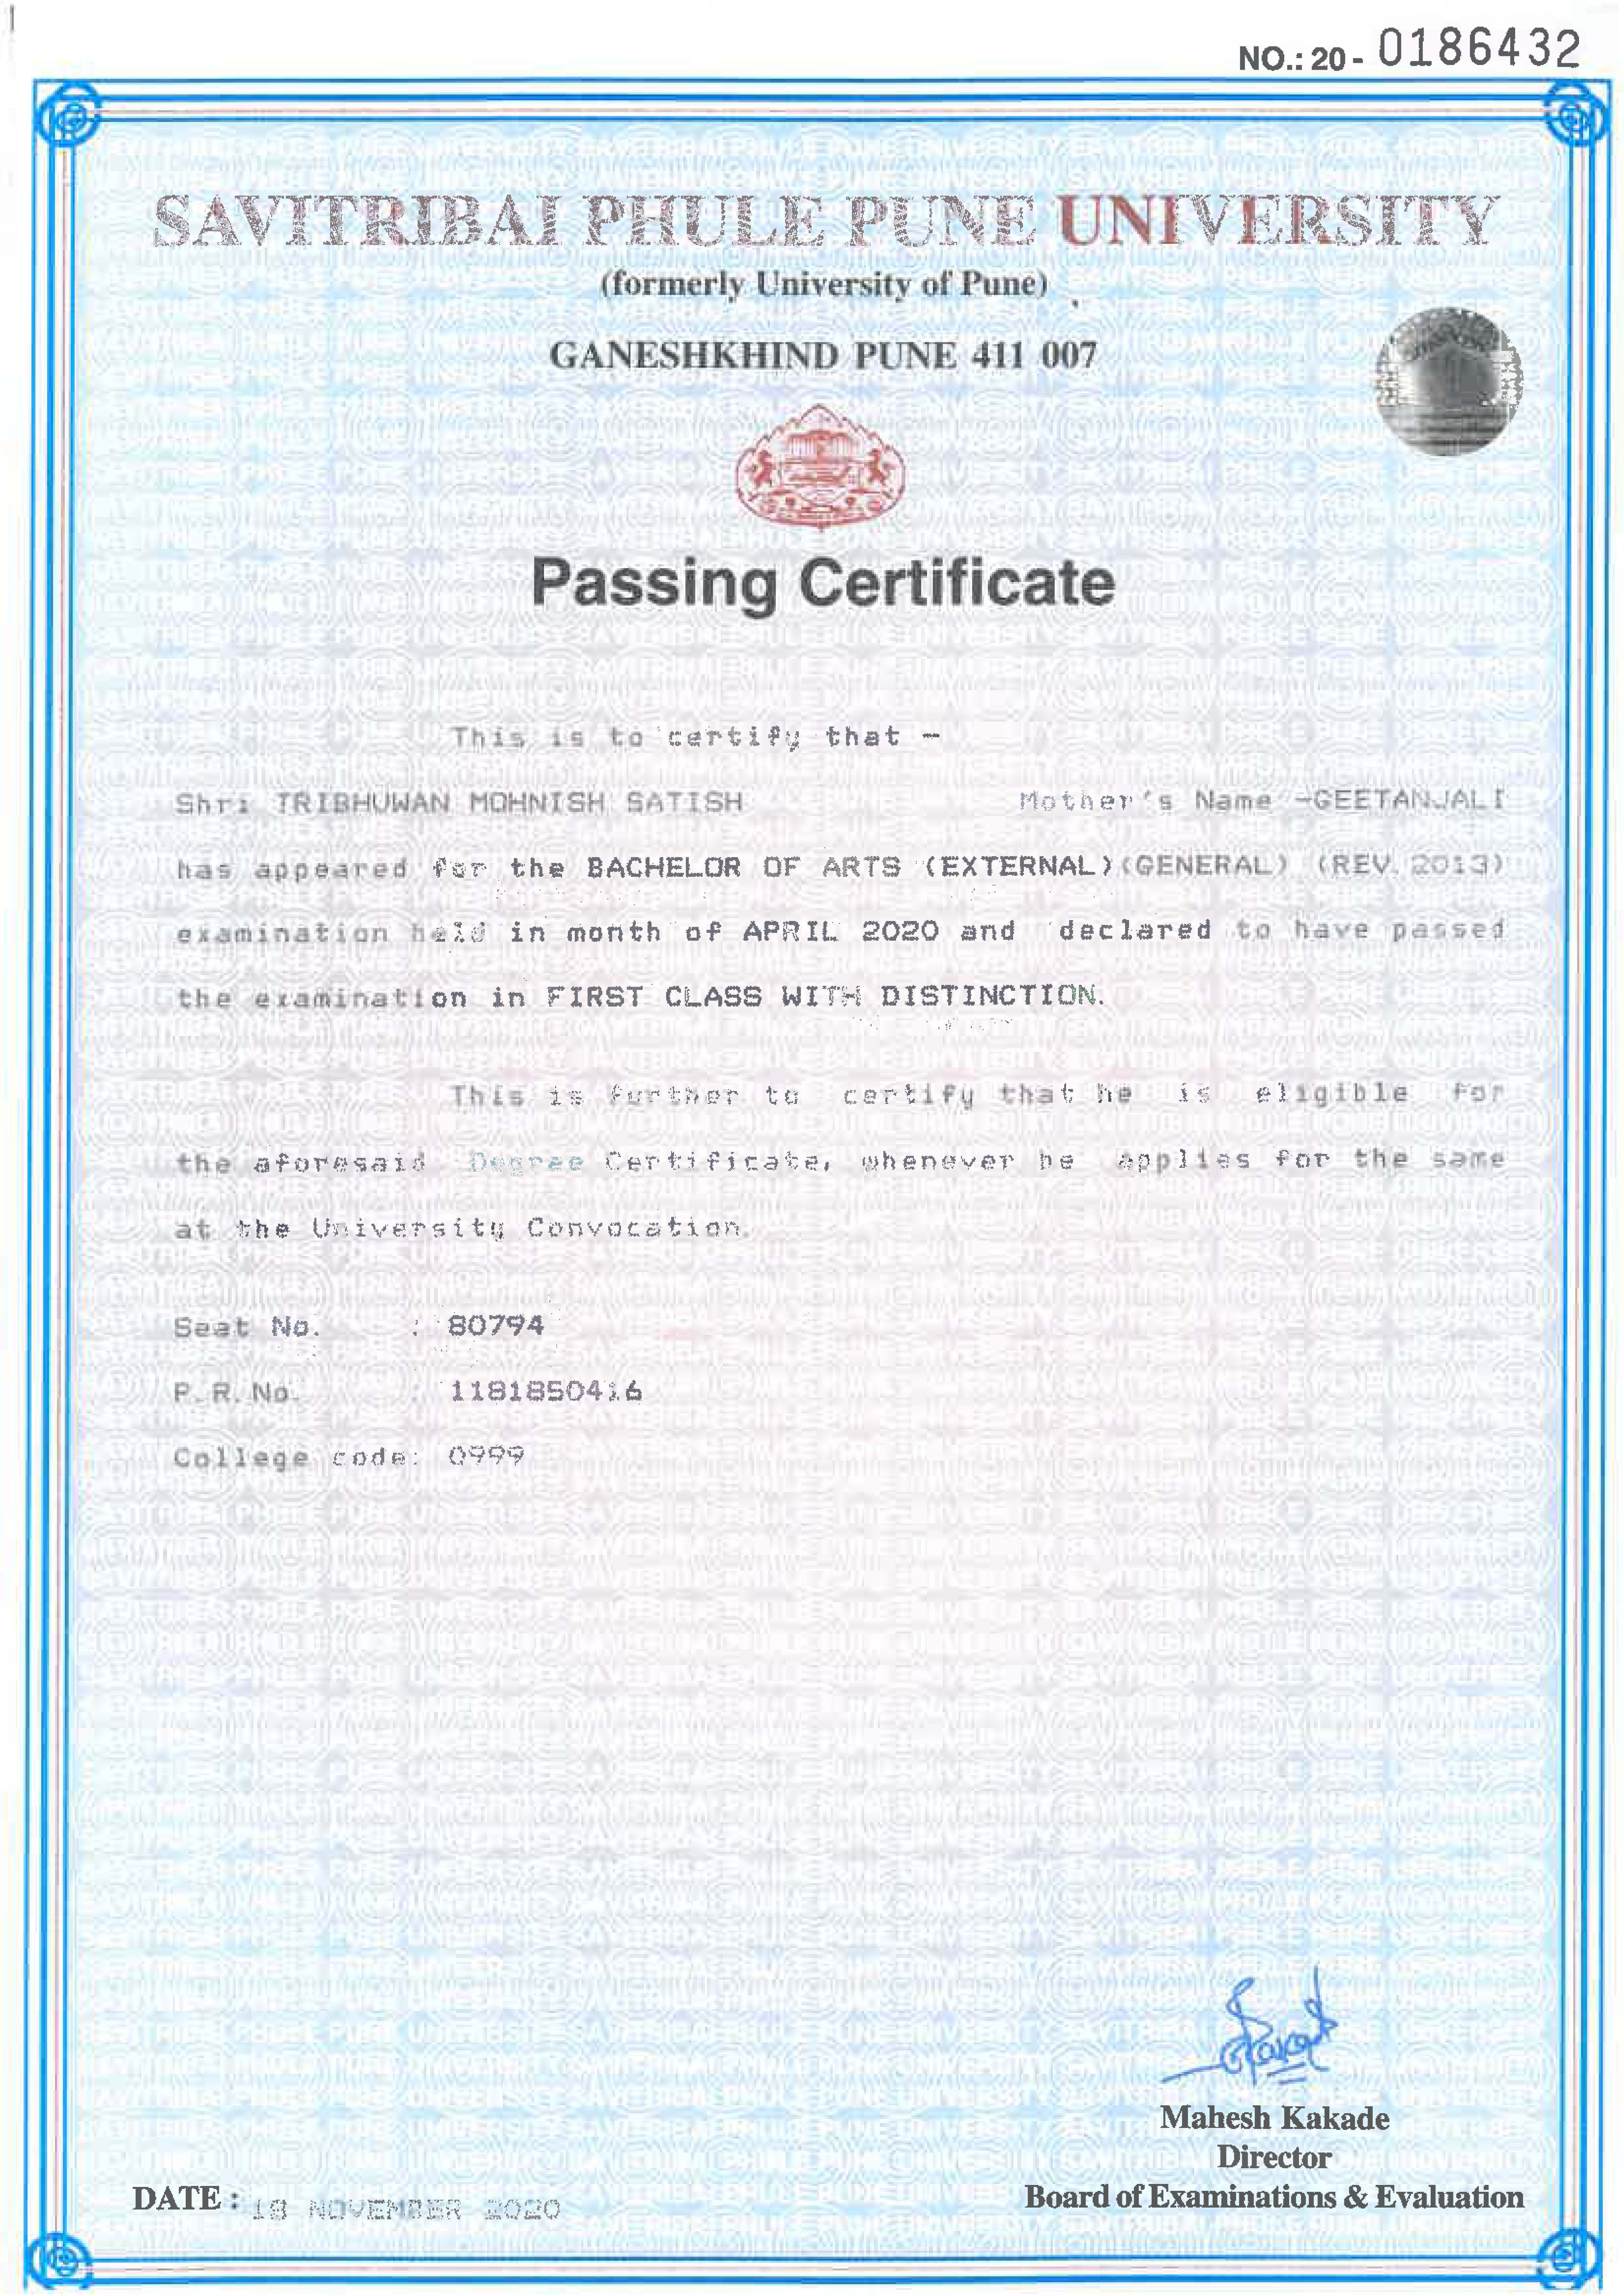 NO.: 20 - 0186432
SAVITRIBAI PHULE PUNE UNIVERSITY
(formerly University of Pune)
GANESHKHIND PUNE 411 007
Passing Certificate
This is to certify that -
Shri TRIBHUWAN MOHNISH SATISH Mother's Name -GEETANJALI
has appeared for the BACHELOR OF ARTS (EXTERNAL)(GENERAL) (REV. 2013)
examination held in month of APRIL 2020 and declared to have passed
the examination in FIRST CLASS WITH DISTINCTION.
This is further to certify that he is eligible for
the aforesaid Degree Certificate, whenever he applies for the same
at the University Convocation.
Seat No. : 80794
P.R.No. : 1181850416
College code: 0999
Mahesh Kakade
Director
DATE : 18 NOVEMBER 2020 Board of Examinations & Evaluation